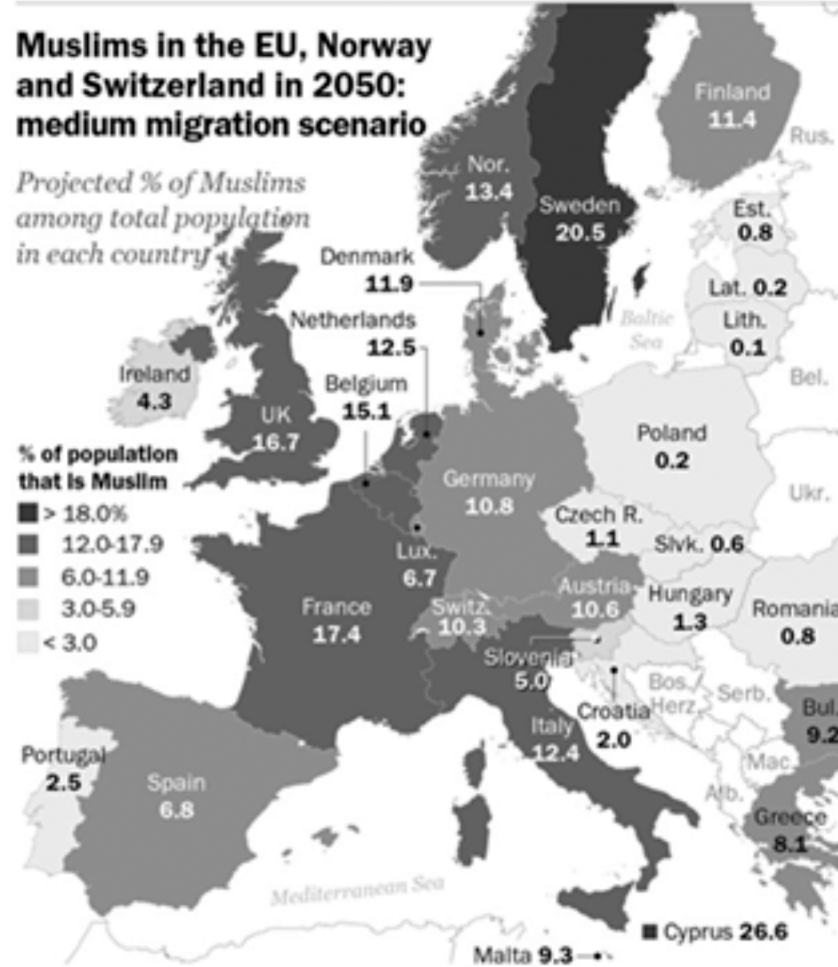 Muslims in the EU, Norway
and Switzerland in 2050:
medium migration scenario
Projected % of Muslims
among total population
in each country
Finland
11.4
Rus.
Nor.
13.4
Sweden
20.5
Est.
0.8
Denmark
11.9
Lat. 0.2
Netherlands
12.5
Baltic
Sea
Lith.
0.1
Ireland
4.3
Belgium
15.1
Bel.
UK
16.7
Poland
0.2
% of population
that is Muslim
> 18.0%
12.0-17.9
6.0-11.9
3.0-5.9
< 3.0
Germany
10.8
Ukr.
Czech R.
1.1
Slvk. 0.6
Lux.
6.7
Austria
10.6
Hungary
1.3
Romania
0.8
France
17.4
Switz.
10.3
Slovenia
5.0
Bos.
Herz.
Serb.
Croatia
2.0
Bul.
9.2
Italy
12.4
Portugal
2.5
Spain
6.8
Mac.
Alb.
Greece
8.1
Mediterranean Sea
Cyprus 26.6
Malta 9.3